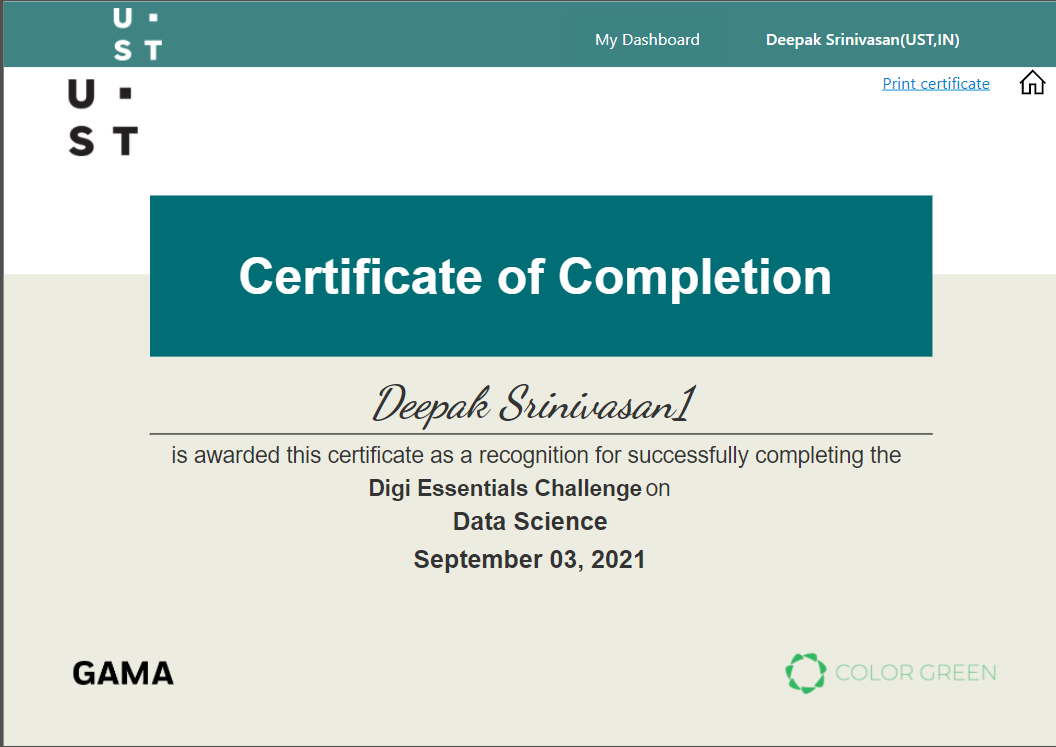 U ▪
S T
My Dashboard
Deepak Srinivasan(UST,IN)
Print certificate
U ▪
S T
Certificate of Completion
Deepak Srinivasan1
is awarded this certificate as a recognition for successfully completing the
Digi Essentials Challenge on
Data Science
September 03, 2021
GAMA
COLOR GREEN